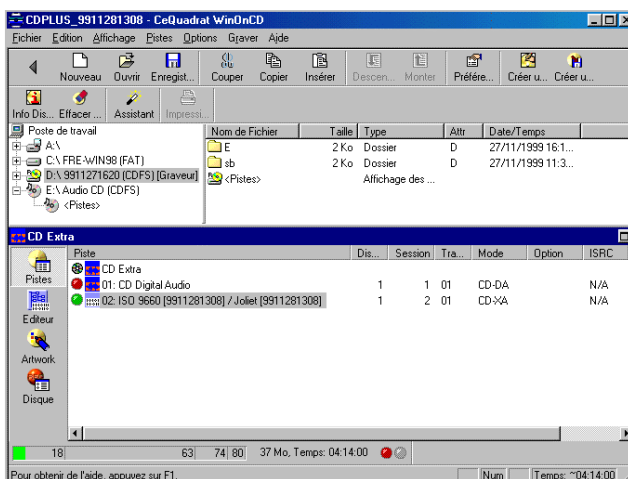 CDPLUS_9911281308 - CeQuadrat WinOnCD
Fichier Edition Affichage Pistes Options Graver Aide
Nouveau Ouvrir Enregist... Couper Copier Insérer Descen... Monter Préfére... Créer u... Créer u...
Info Dis... Effacer ... Assistant Impressi...
Poste de travail
A:\
C:\ FRE-WIN98 (FAT)
D:\ 9911271620 (CDFS) [Graveur]
E:\ Audio CD (CDFS)
<Pistes>
Nom de Fichier Taille Type Attr Date/Temps
E 2 Ko Dossier D 27/11/1999 16:1...
sb 2 Ko Dossier D 27/11/1999 11:3...
<Pistes> Affichage des ...
CD Extra
Pistes
Editeur
Artwork
Disque
Piste Dis... Session Tra... Mode Option ISRC
CD Extra
01: CD Digital Audio 1 1 01 CD-DA N/A
02: ISO 9660 [9911281308] / Joliet [9911281308] 1 2 01 CD-XA N/A
18 63 74 80 37 Mo, Temps: 04:14:00
Pour obtenir de l'aide, appuyez sur F1. Num Temps: ~04:14:00